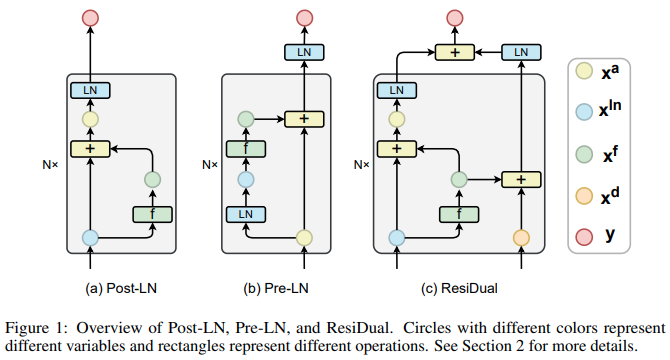 LN
+
f
N×
(a) Post-LN
LN
+
f
LN
N×
(b) Pre-LN
+
LN
LN
+
f
+
N×
(c) ResiDual
x^a
x^ln
x^f
x^d
y
Figure 1: Overview of Post-LN, Pre-LN, and ResiDual. Circles with different colors represent
different variables and rectangles represent different operations. See Section 2 for more details.